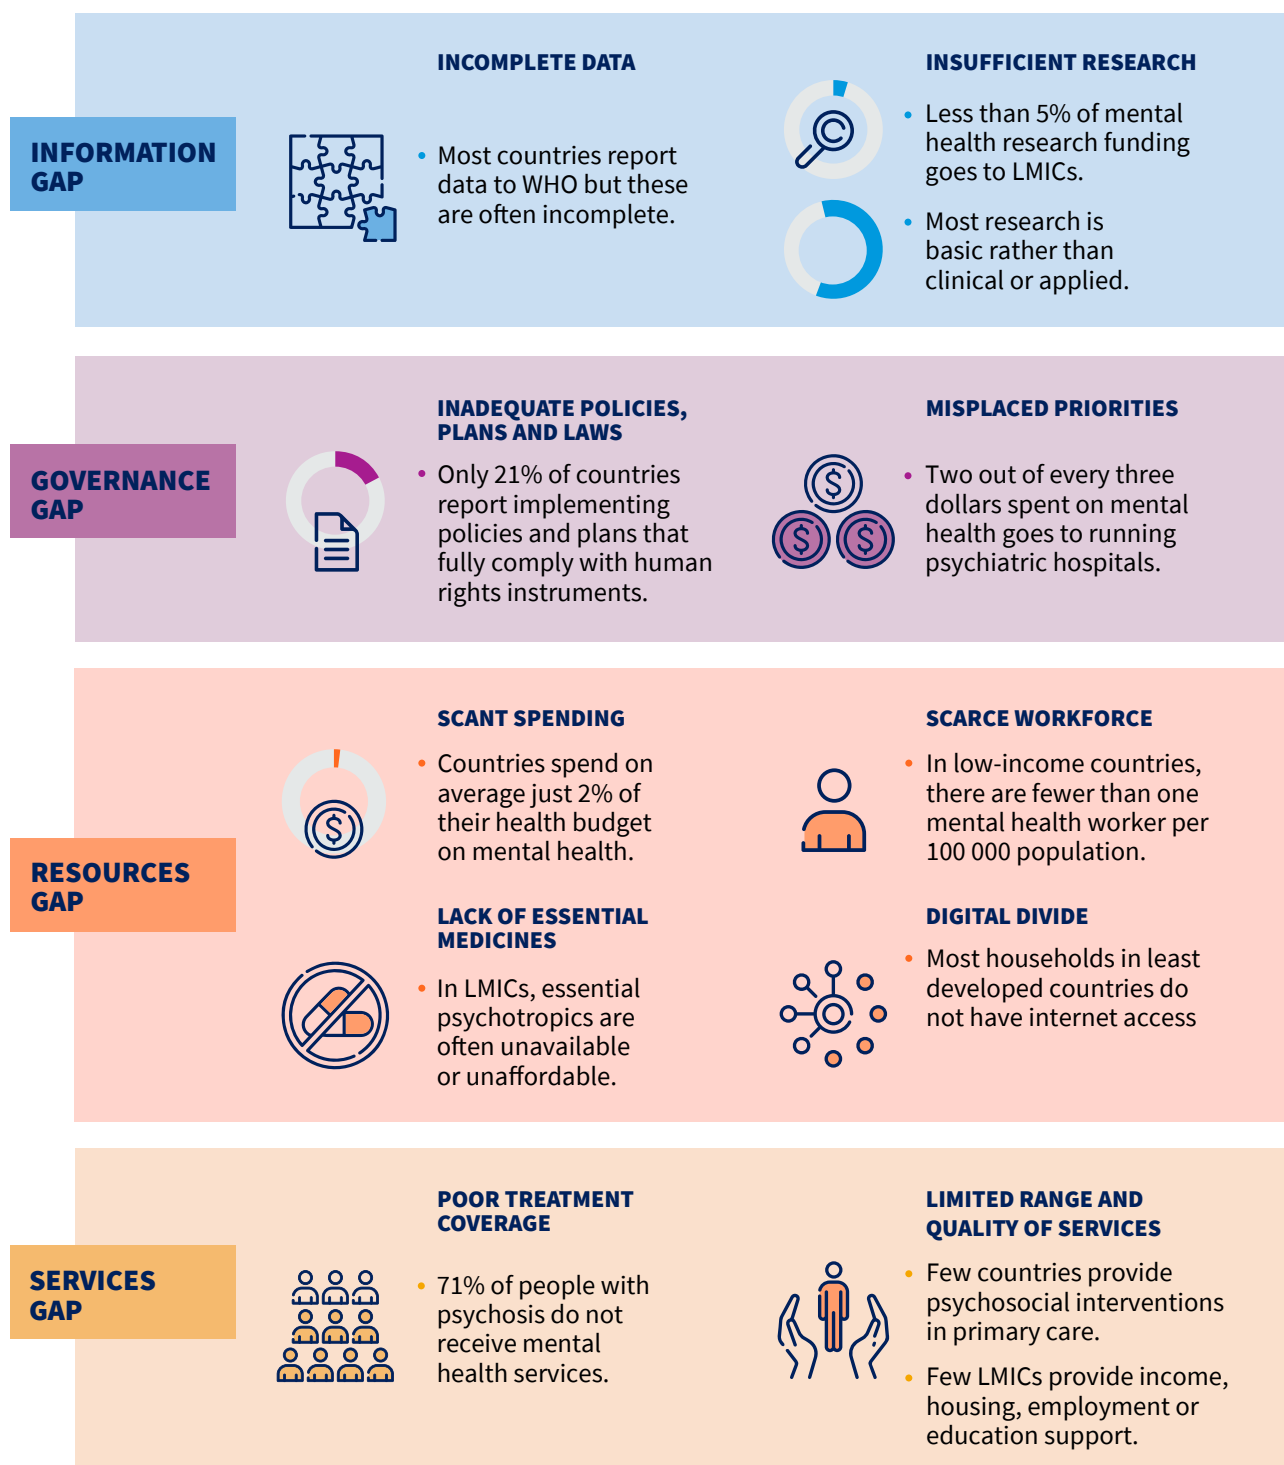 INFORMATION
GAP
INCOMPLETE DATA
• Most countries report
data to WHO but these
are often incomplete.
INSUFFICIENT RESEARCH
• Less than 5% of mental
health research funding
goes to LMICs.
• Most research is
basic rather than
clinical or applied.
GOVERNANCE
GAP
INADEQUATE POLICIES,
PLANS AND LAWS
• Only 21% of countries
report implementing
policies and plans that
fully comply with human
rights instruments.
MISPLACED PRIORITIES
• Two out of every three
dollars spent on mental
health goes to running
psychiatric hospitals.
RESOURCES
GAP
SCANT SPENDING
• Countries spend on
average just 2% of
their health budget
on mental health.
SCARCE WORKFORCE
• In low-income countries,
there are fewer than one
mental health worker per
100 000 population.
LACK OF ESSENTIAL
MEDICINES
• In LMICs, essential
psychotropics are
often unavailable
or unaffordable.
DIGITAL DIVIDE
• Most households in least
developed countries do
not have internet access
SERVICES
GAP
POOR TREATMENT
COVERAGE
• 71% of people with
psychosis do not
receive mental
health services.
LIMITED RANGE AND
QUALITY OF SERVICES
• Few countries provide
psychosocial interventions
in primary care.
• Few LMICs provide income,
housing, employment or
education support.